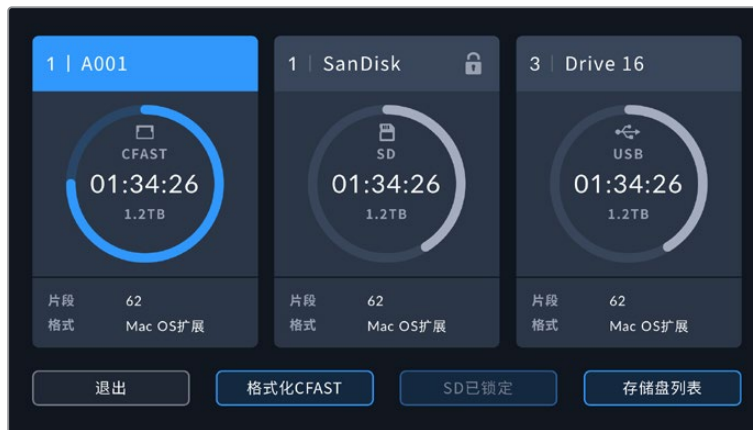 1 | A001
CFAST
01:34:26
1.2TB
片段 62
格式 Mac OS扩展
1 | SanDisk
SD
01:34:26
1.2TB
片段 62
格式 Mac OS扩展
3 | Drive 16
USB
01:34:26
1.2TB
片段 62
格式 Mac OS扩展
退出
格式化CFAST
SD已锁定
存储盘列表